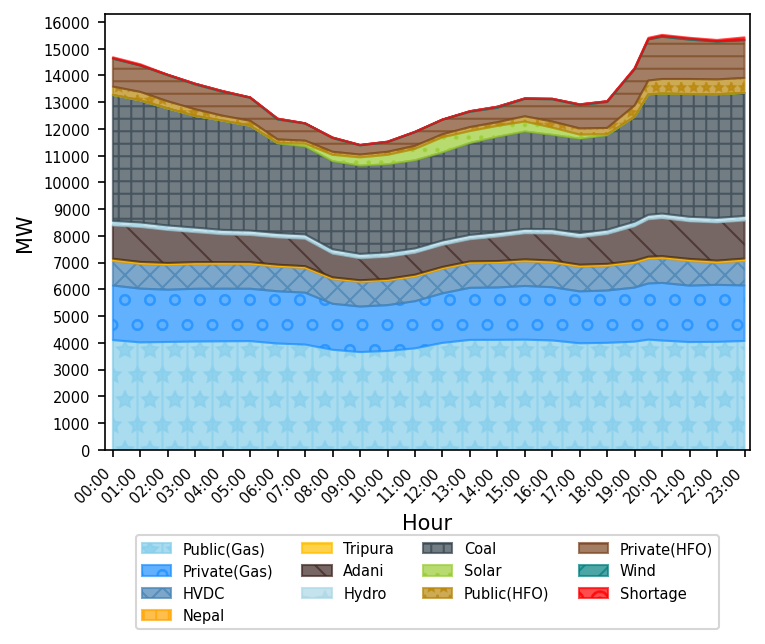 16000
15000
14000
13000
12000
11000
10000
9000
8000
7000
6000
5000
4000
3000
2000
1000
0
MW
00:00 01:00 02:00 03:00 04:00 05:00 06:00 07:00 08:00 09:00 10:00 11:00 12:00 13:00 14:00 15:00 16:00 17:00 18:00 19:00 20:00 21:00 22:00 23:00
Hour
Public(Gas) Tripura Coal Private(HFO)
Private(Gas) Adani Solar Wind
HVDC Hydro Public(HFO) Shortage
Nepal